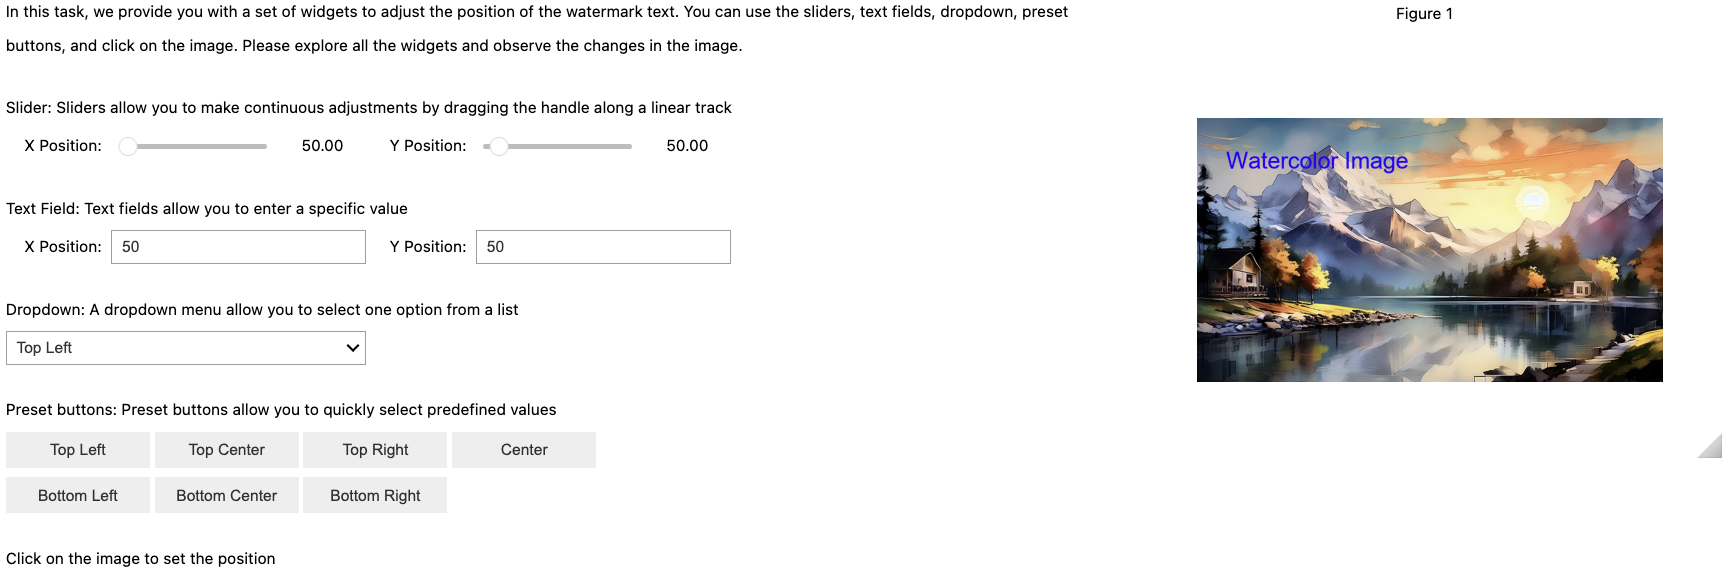 In this task, we provide you with a set of widgets to adjust the position of the watermark text. You can use the sliders, text fields, dropdown, preset
buttons, and click on the image. Please explore all the widgets and observe the changes in the image.
Slider: Sliders allow you to make continuous adjustments by dragging the handle along a linear track
X Position: 50.00 Y Position: 50.00
Text Field: Text fields allow you to enter a specific value
X Position: 50 Y Position: 50
Dropdown: A dropdown menu allow you to select one option from a list
Top Left
Preset buttons: Preset buttons allow you to quickly select predefined values
Top Left Top Center Top Right Center
Bottom Left Bottom Center Bottom Right
Click on the image to set the position
Figure 1
Watercolor Image